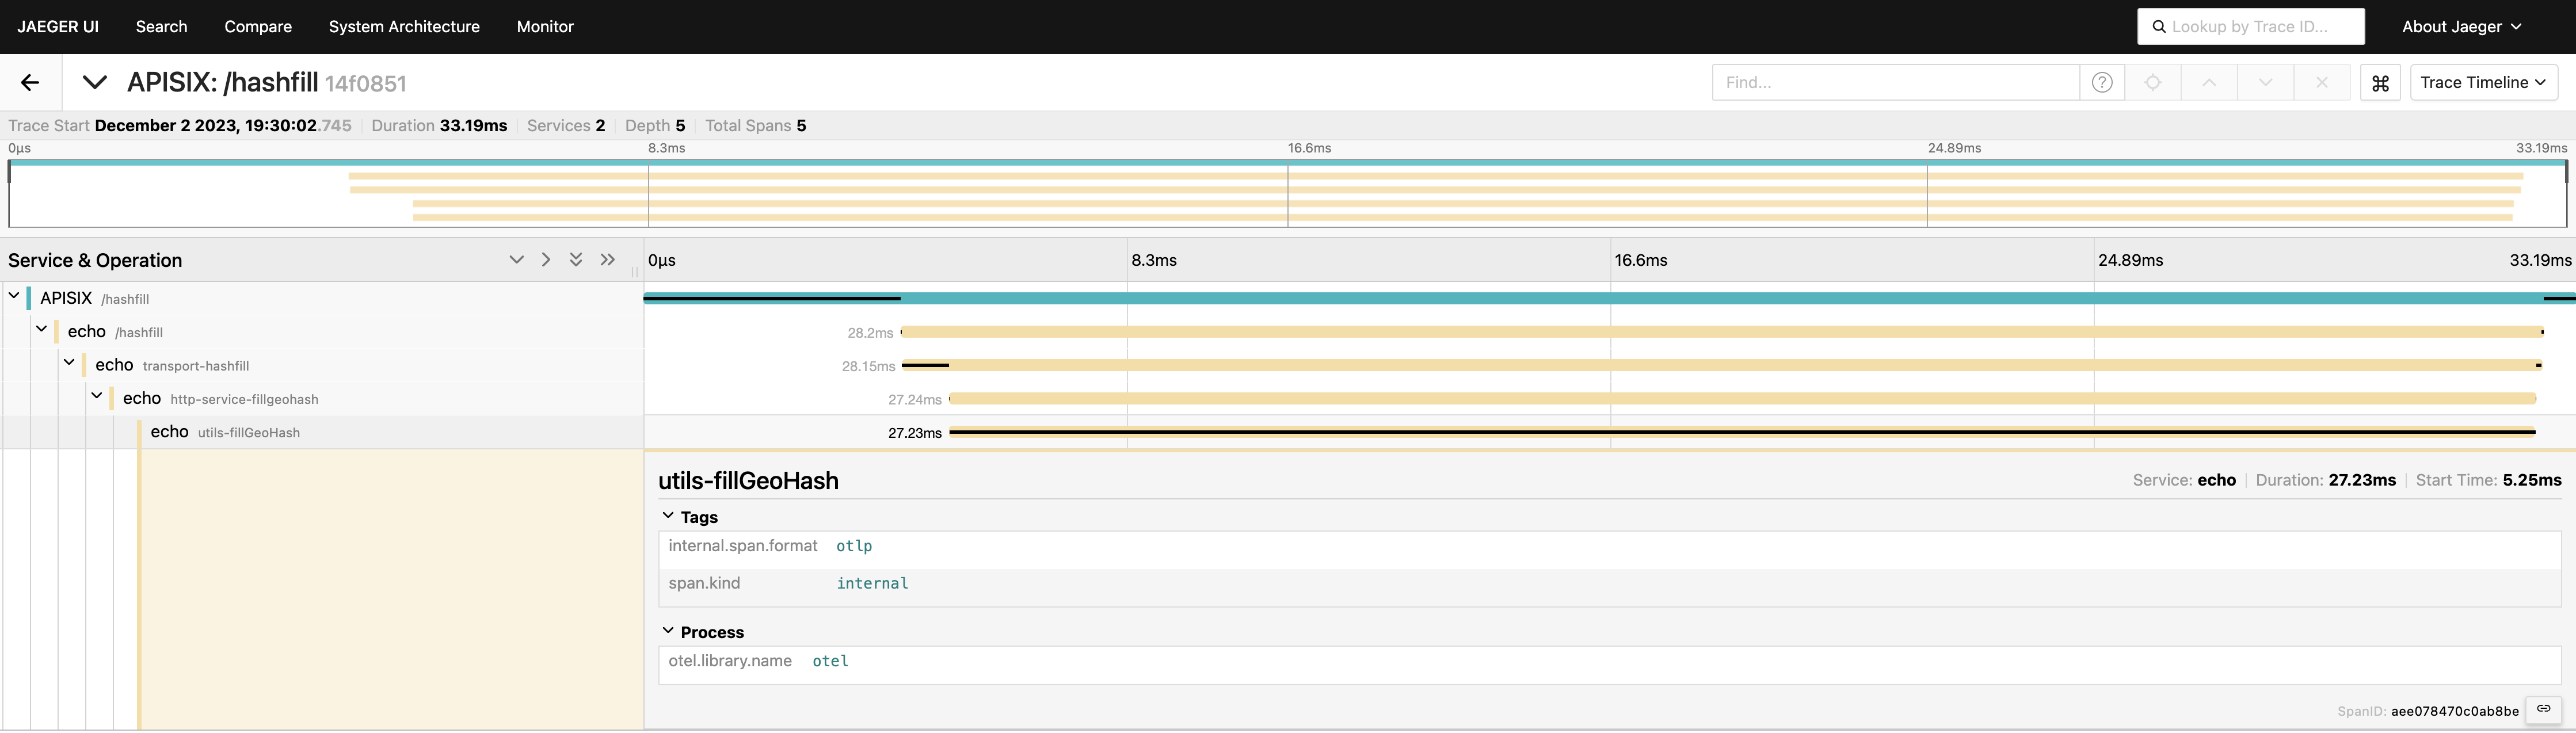 JAEGER UI Search Compare System Architecture Monitor Lookup by Trace ID... About Jaeger
APISIX: /hashfill 14f0851 Find... ? ⌘ Trace Timeline
Trace Start December 2 2023, 19:30:02.745 Duration 33.19ms Services 2 Depth 5 Total Spans 5
0μs 8.3ms 16.6ms 24.89ms 33.19ms
Service & Operation 0μs 8.3ms 16.6ms 24.89ms 33.19ms
APISIX /hashfill
echo /hashfill 28.2ms
echo transport-hashfill 28.15ms
echo http-service-fillgeohash 27.24ms
echo utils-fillGeoHash 27.23ms
utils-fillGeoHash Service: echo Duration: 27.23ms Start Time: 5.25ms
Tags
internal.span.format otlp
span.kind internal
Process
otel.library.name otel
SpanID: aee078470c0ab8be